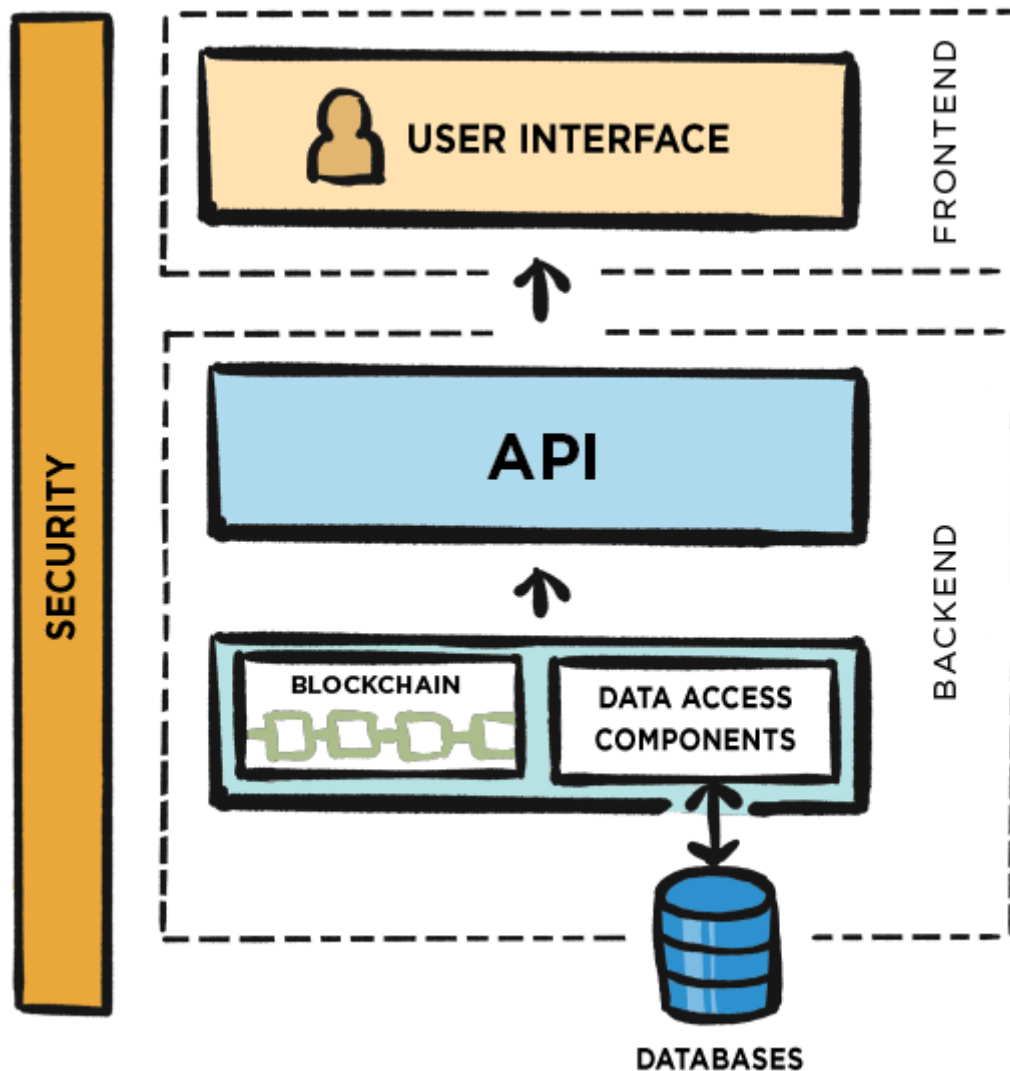 SECURITY
USER INTERFACE
FRONTEND
API
BACKEND
BLOCKCHAIN
DATA ACCESS
COMPONENTS
DATABASES